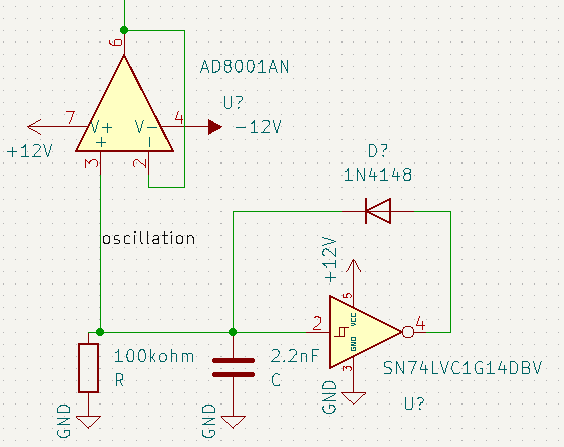 6
AD8001AN
U?
7
V+
V-
4
+12V
-12V
+
-
3
2
D?
1N4148
oscillation
+12V
5
VCC
2
4
GND
3
SN74LVC1G14DBV
U?
100kohm
R
2.2nF
C
GND
GND
GND